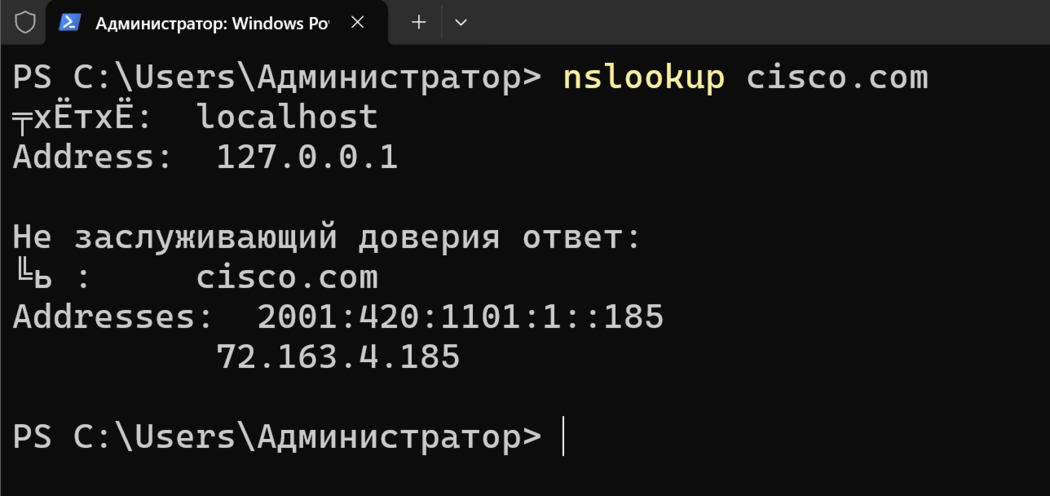 Администратор: Windows Po
PS C:\Users\Администратор> nslookup cisco.com
╤хЁтхЁ:  localhost
Address:  127.0.0.1
Не заслуживающий доверия ответ:
╚ь :     cisco.com
Addresses:  2001:420:1101:1::185
          72.163.4.185
PS C:\Users\Администратор>